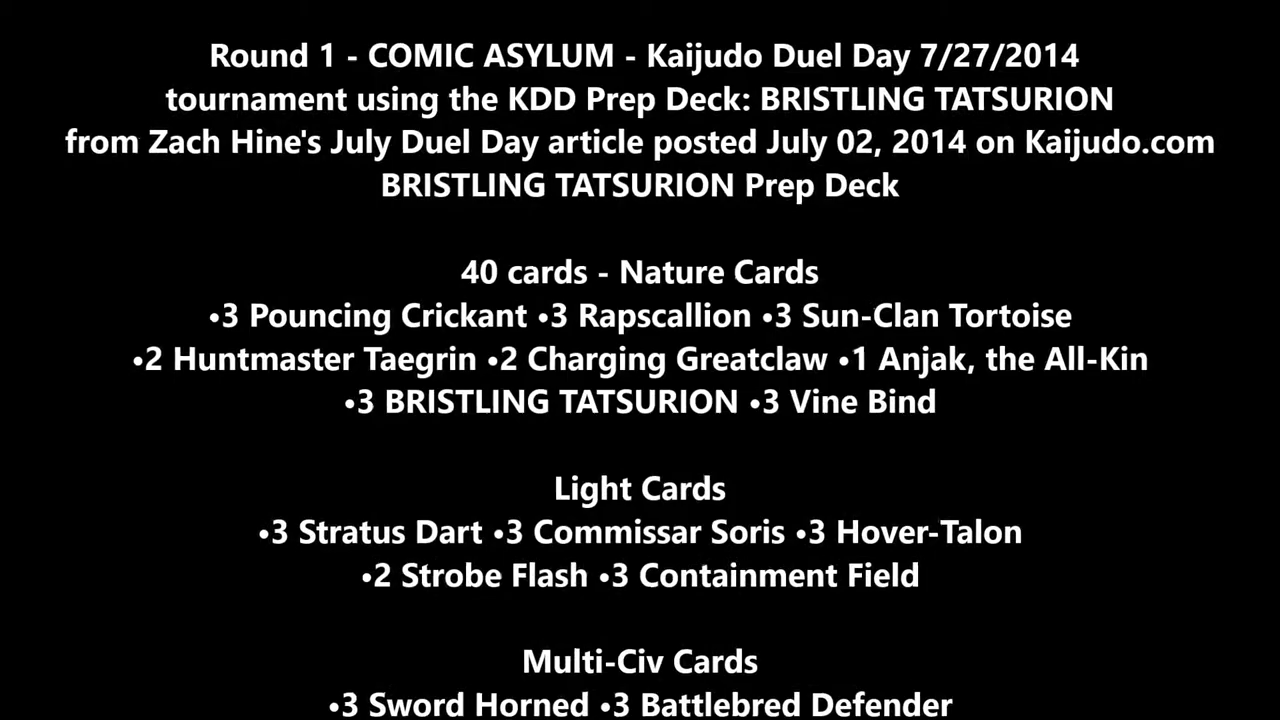 Round 1 - COMIC ASYLUM - Kaijudo Duel Day 7/27/2014
tournament using the KDD Prep Deck: BRISTLING TATSURION
from Zach Hine's July Duel Day article posted July 02, 2014 on Kaijudo.com
BRISTLING TATSURION Prep Deck
40 cards - Nature Cards
•3 Pouncing Crickant •3 Rapscallion •3 Sun-Clan Tortoise
•2 Huntmaster Taegrin •2 Charging Greatclaw •1 Anjak, the All-Kin
•3 BRISTLING TATSURION •3 Vine Bind
Light Cards
•3 Stratus Dart •3 Commissar Soris •3 Hover-Talon
•2 Strobe Flash •3 Containment Field
Multi-Civ Cards
•3 Sword Horned •3 Battlebred Defender